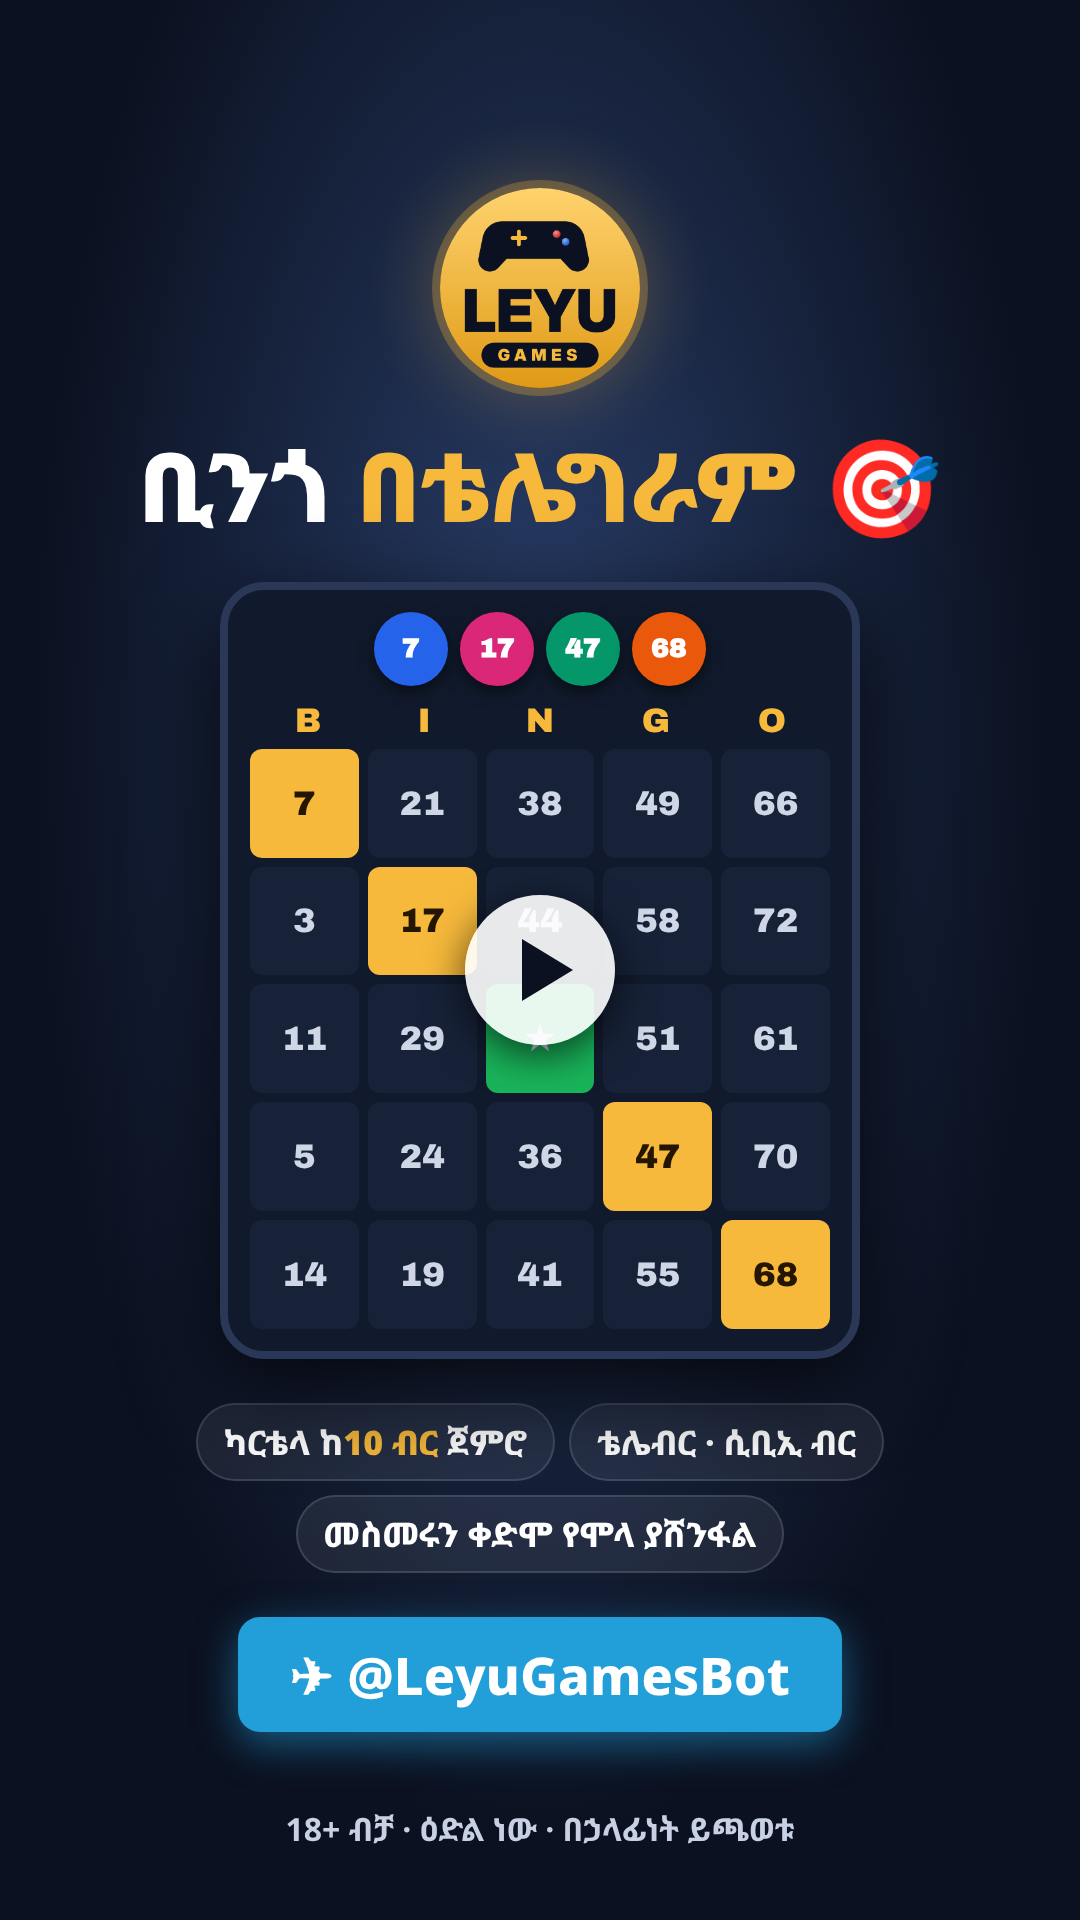 LEYU
GAMES
ቢንጎ በቴሌግራም
7 17 47 68
B I N G O
7 21 38 49 66
3 17 44 58 72
11 29 ★ 51 61
5 24 36 47 70
14 19 41 55 68
ካርቴላ ከ10 ብር ጀምሮ
ቴሌብር · ሲቢኢ ብር
መስመሩን ቀድሞ የሞላ ያሸንፋል
✈ @LeyuGamesBot
18+ ብቻ · ዕድል ነው · በኃላፊነት ይጫወቱ